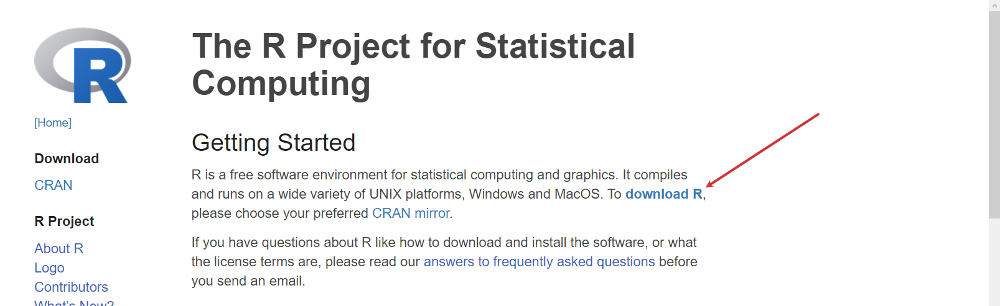 R
The R Project for Statistical
Computing
[Home]
Getting Started
Download
R is a free software environment for statistical computing and graphics. It compiles
CRAN
and runs on a wide variety of UNIX platforms, Windows and MacOS. To download R,
please choose your preferred CRAN mirror.
R Project
If you have questions about R like how to download and install the software, or what
About R
the license terms are, please read our answers to frequently asked questions before
Logo
you send an email.
Contributors
What's New?